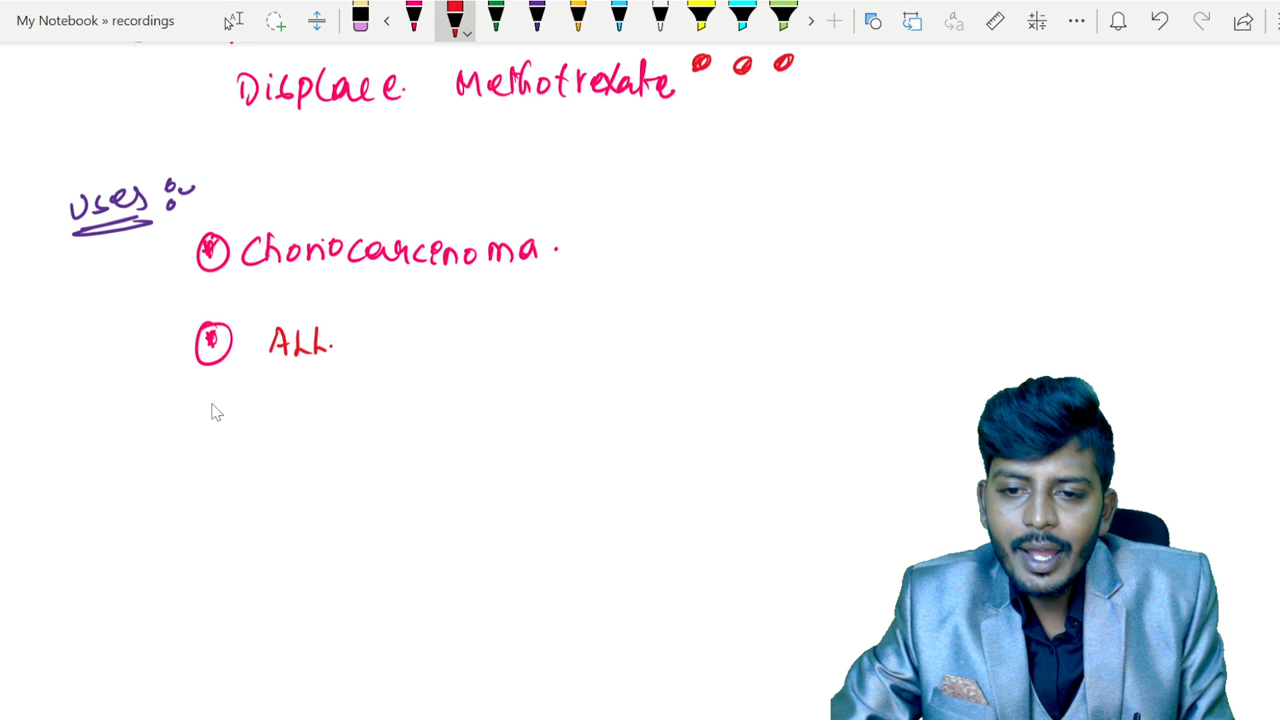 My Notebook » recordings
Displace. Methotrexate
Uses :~
Choriocarcenoma.
ALL.